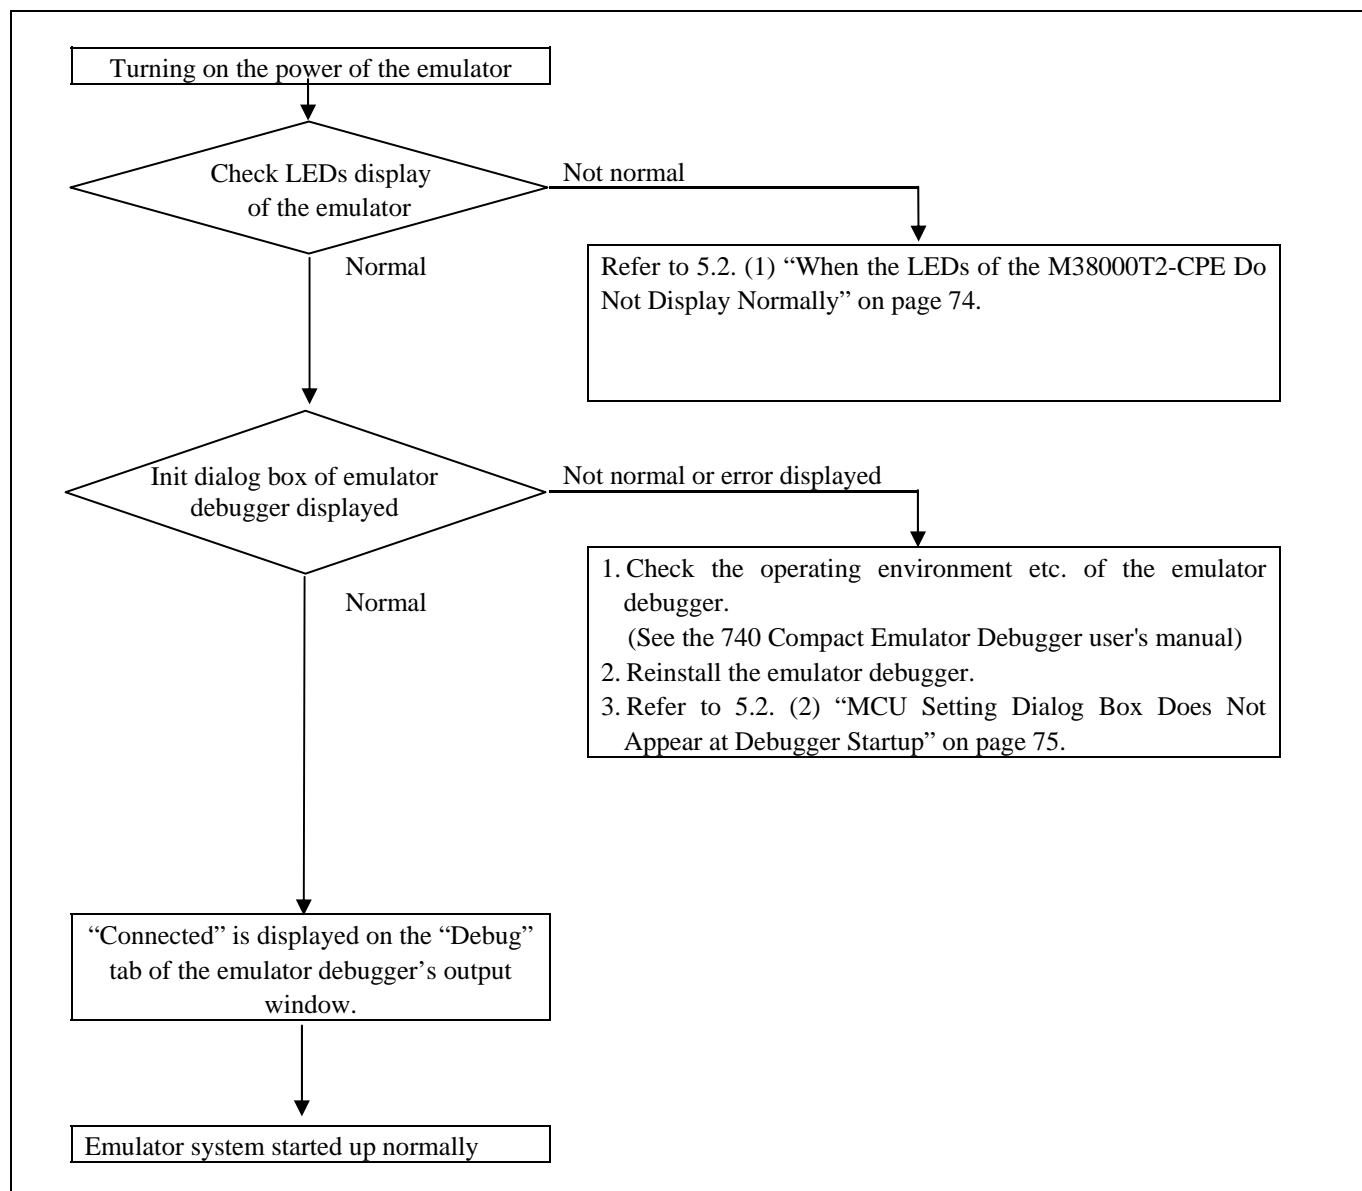 Turning on the power of the emulator
Check LEDs display
of the emulator
Not normal
Normal
Refer to 5.2. (1) “When the LEDs of the M38000T2-CPE Do
Not Display Normally” on page 74.
Init dialog box of emulator
debugger displayed
Not normal or error displayed
Normal
1. Check the operating environment etc. of the emulator
debugger.
(See the 740 Compact Emulator Debugger user's manual)
2. Reinstall the emulator debugger.
3. Refer to 5.2. (2) “MCU Setting Dialog Box Does Not
Appear at Debugger Startup” on page 75.
“Connected” is displayed on the “Debug”
tab of the emulator debugger’s output
window.
Emulator system started up normally